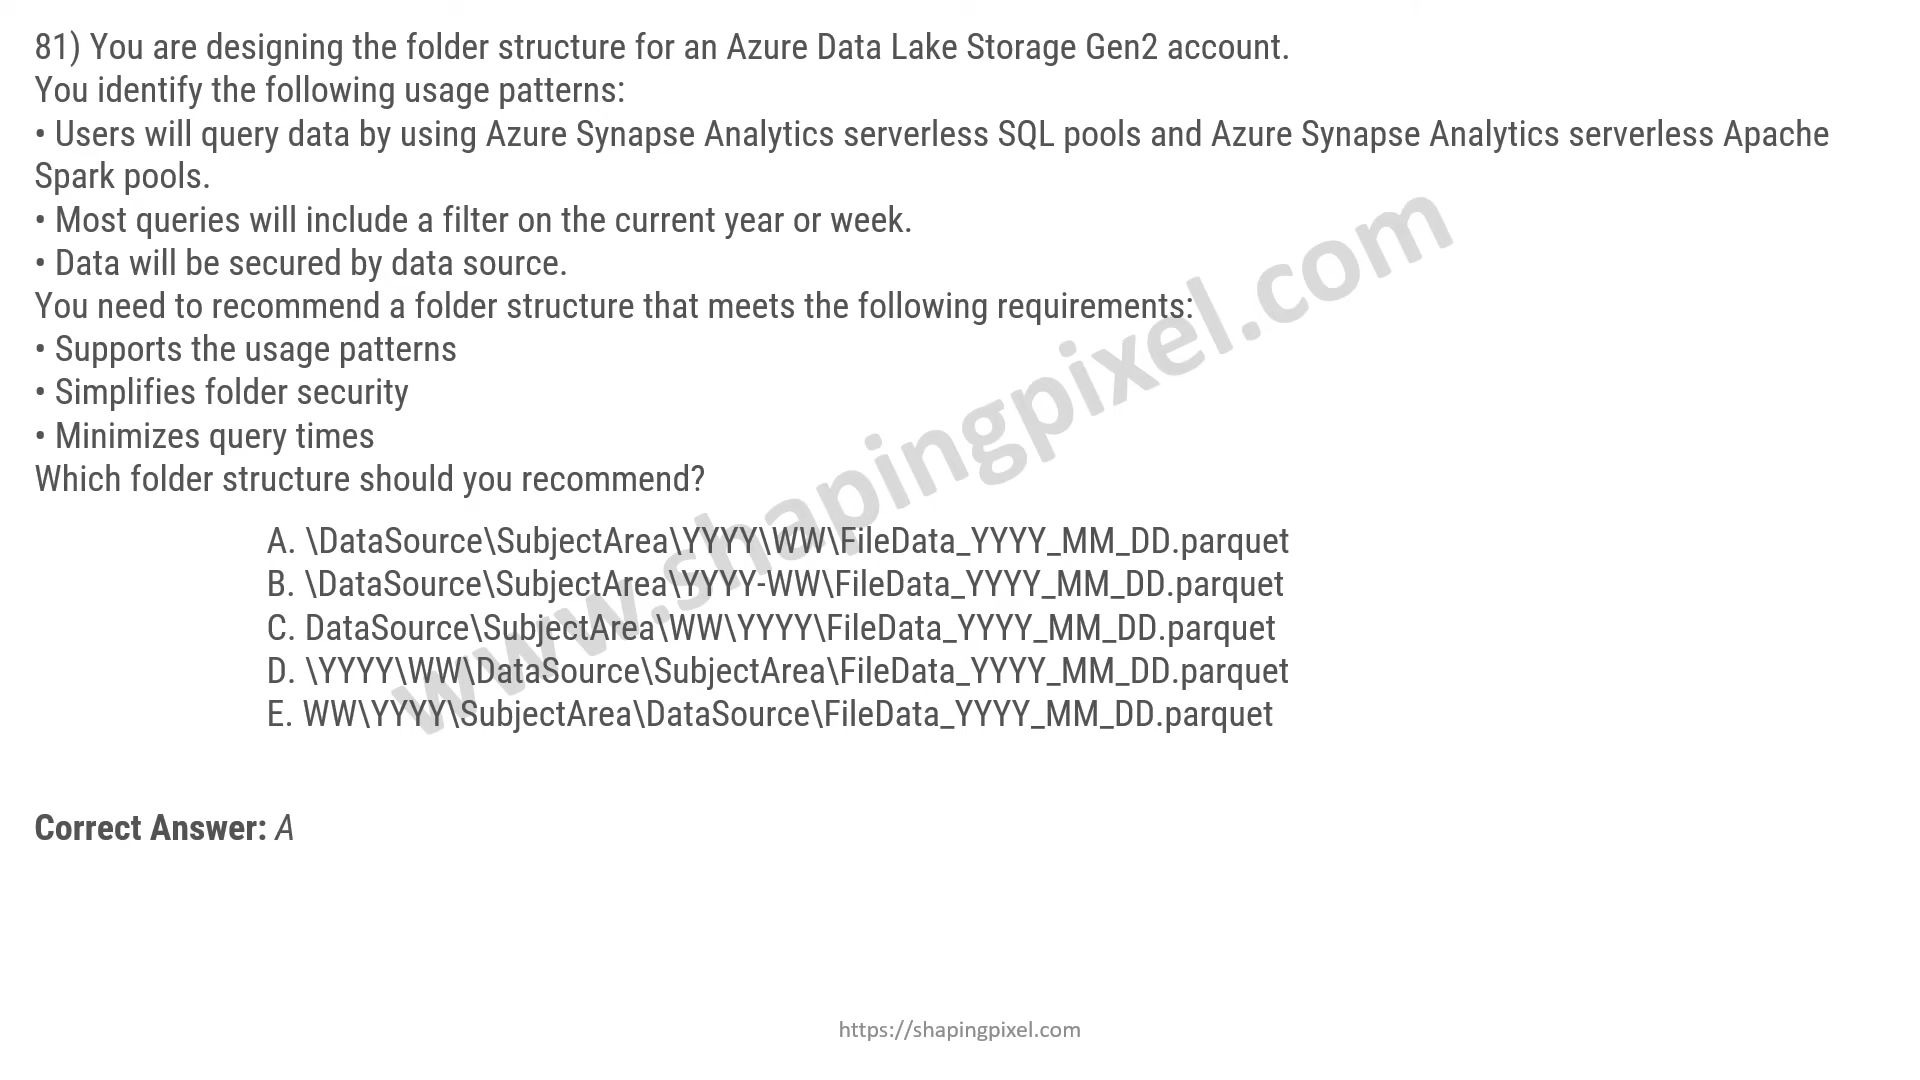 81) You are designing the folder structure for an Azure Data Lake Storage Gen2 account.
You identify the following usage patterns:
• Users will query data by using Azure Synapse Analytics serverless SQL pools and Azure Synapse Analytics serverless Apache
Spark pools.
• Most queries will include a filter on the current year or week.
• Data will be secured by data source.
You need to recommend a folder structure that meets the following requirements:
• Supports the usage patterns
• Simplifies folder security
• Minimizes query times
Which folder structure should you recommend?
A. \DataSource\SubjectArea\YYYY\WW\FileData_YYYY_MM_DD.parquet
B. \DataSource\SubjectArea\YYYY-WW\FileData_YYYY_MM_DD.parquet
C. DataSource\SubjectArea\WW\YYYY\FileData_YYYY_MM_DD.parquet
D. \YYYY\WW\DataSource\SubjectArea\FileData_YYYY_MM_DD.parquet
E. WW\YYYY\SubjectArea\DataSource\FileData_YYYY_MM_DD.parquet
www.shapingpixel.com
Correct Answer: A
https://shapingpixel.com